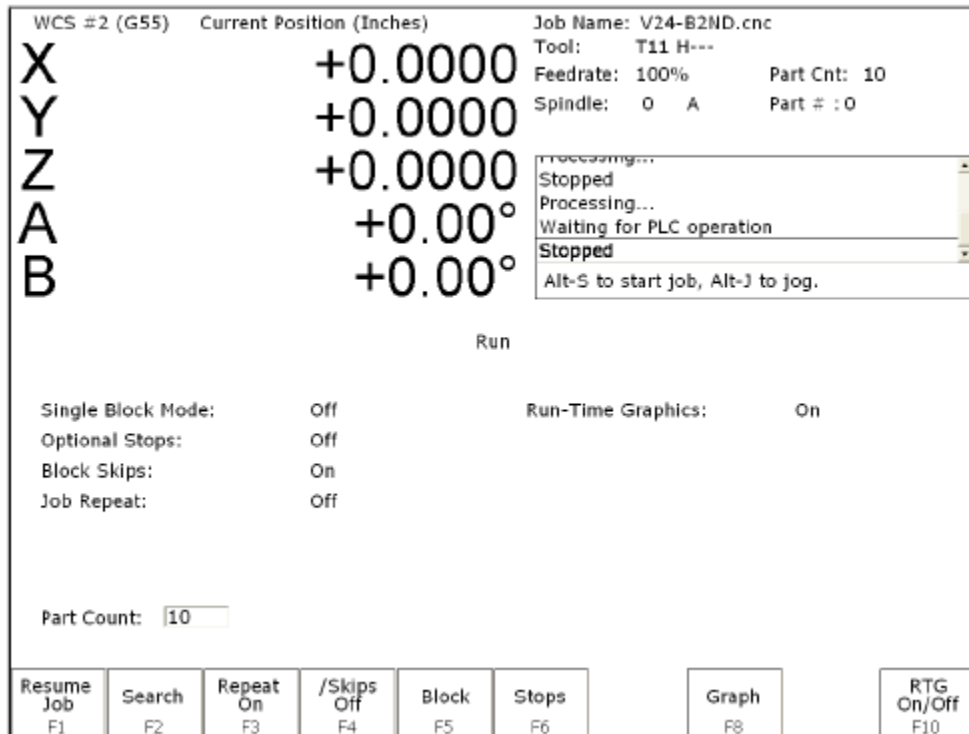 WCS #2 (G55) Current Position (Inches)
X +0.0000
Y +0.0000
Z +0.0000
A +0.00°
B +0.00°
Job Name: V24-B2ND.cnc
Tool: T11 H---
Feedrate: 100% Part Cnt: 10
Spindle: 0 A Part # : 0
Processing...
Stopped
Processing...
Waiting for PLC operation
Stopped
Alt-S to start job, Alt-J to jog.
Run
Single Block Mode: Off Run-Time Graphics: On
Optional Stops: Off
Block Skips: On
Job Repeat: Off
Part Count: 10
Resume Job F1
Search F2
Repeat On F3
/Skips Off F4
Block F5
Stops F6
Graph F8
RTG On/Off F10